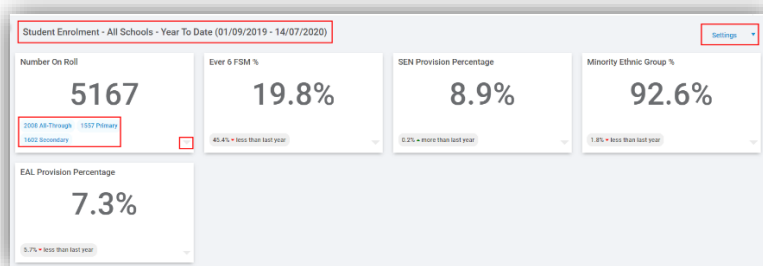 Student Enrolment - All Schools - Year To Date (01/09/2019 - 14/07/2020)
Settings
Number On Roll
5167
2008 All-Through 1557 Primary
1602 Secondary
Ever 6 FSM %
19.8%
45.4% less than last year
SEN Provision Percentage
8.9%
0.2% more than last year
Minority Ethnic Group %
92.6%
1.8% less than last year
EAL Provision Percentage
7.3%
5.7% less than last year